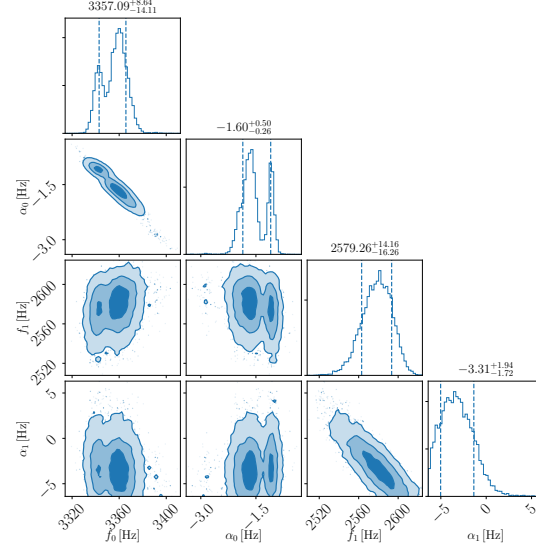 3357.09+8.64−14.11
−1.60+0.50−0.26
α0 [Hz]
−1.5
−3.0
2579.26+14.16−16.26
f1 [Hz]
2600
2560
2520
−3.31+1.94−1.72
α1 [Hz]
5
0
−5
3320 3360 3400
−3.0 −1.5
2520 2560 2600
−5 0 5
f0 [Hz]
α0 [Hz]
f1 [Hz]
α1 [Hz]